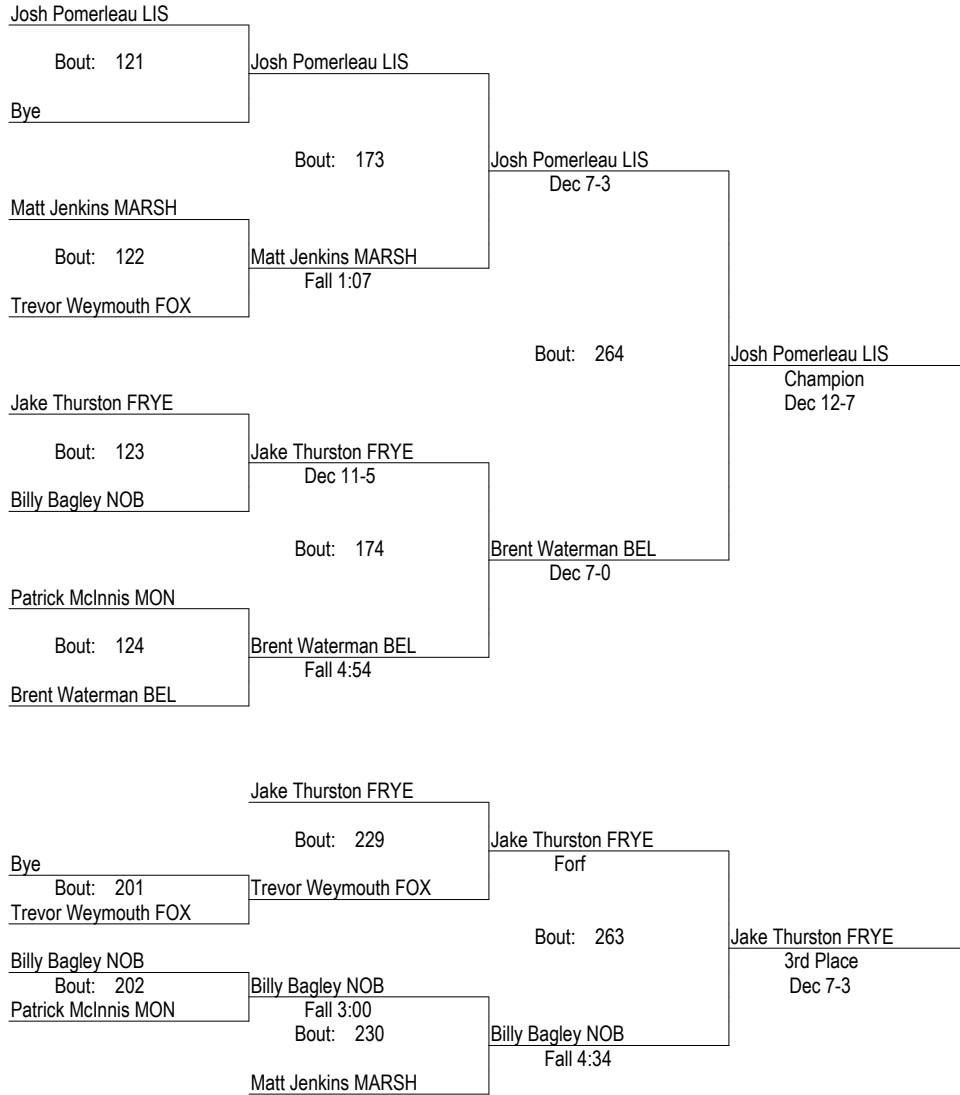 Josh Pomerleau LIS
Bout: 121
Josh Pomerleau LIS
Bye
Bout: 173
Josh Pomerleau LIS
Dec 7-3
Matt Jenkins MARSH
Bout: 122
Matt Jenkins MARSH
Fall 1:07
Trevor Weymouth FOX
Bout: 264
Josh Pomerleau LIS
Champion
Dec 12-7
Jake Thurston FRYE
Bout: 123
Jake Thurston FRYE
Dec 11-5
Billy Bagley NOB
Bout: 174
Brent Waterman BEL
Dec 7-0
Patrick McInnis MON
Bout: 124
Brent Waterman BEL
Fall 4:54
Brent Waterman BEL
Jake Thurston FRYE
Bout: 229
Jake Thurston FRYE
Forf
Bye
Bout: 201
Trevor Weymouth FOX
Trevor Weymouth FOX
Bout: 263
Jake Thurston FRYE
3rd Place
Dec 7-3
Billy Bagley NOB
Bout: 202
Billy Bagley NOB
Patrick McInnis MON
Fall 3:00
Bout: 230
Billy Bagley NOB
Fall 4:34
Matt Jenkins MARSH